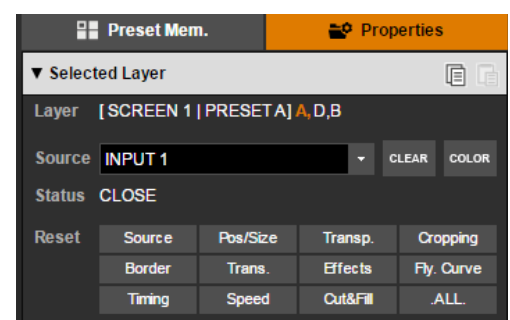 Preset Mem. Properties
▼ Selected Layer
Layer [ SCREEN 1 | PRESET A] A, D,B
Source INPUT 1 CLEAR COLOR
Status CLOSE
Reset Source Pos/Size Transp. Cropping
Border Trans. Effects Fly. Curve
Timing Speed Cut&Fill .ALL.